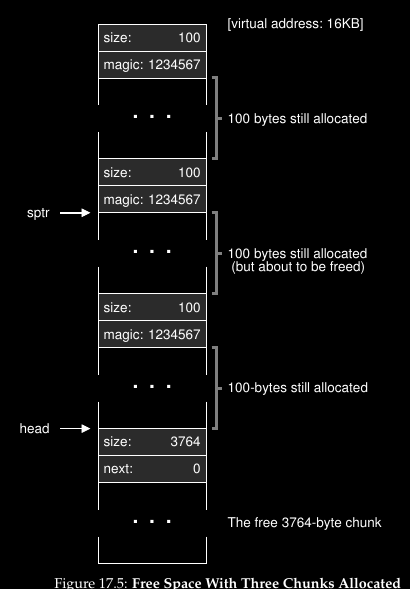 [virtual address: 16KB]
size: 100
magic: 1234567
. . .
100 bytes still allocated
size: 100
magic: 1234567
sptr
. . .
100 bytes still allocated
(but about to be freed)
size: 100
magic: 1234567
. . .
100-bytes still allocated
head
size: 3764
next: 0
. . .
The free 3764-byte chunk
Figure 17.5: Free Space With Three Chunks Allocated